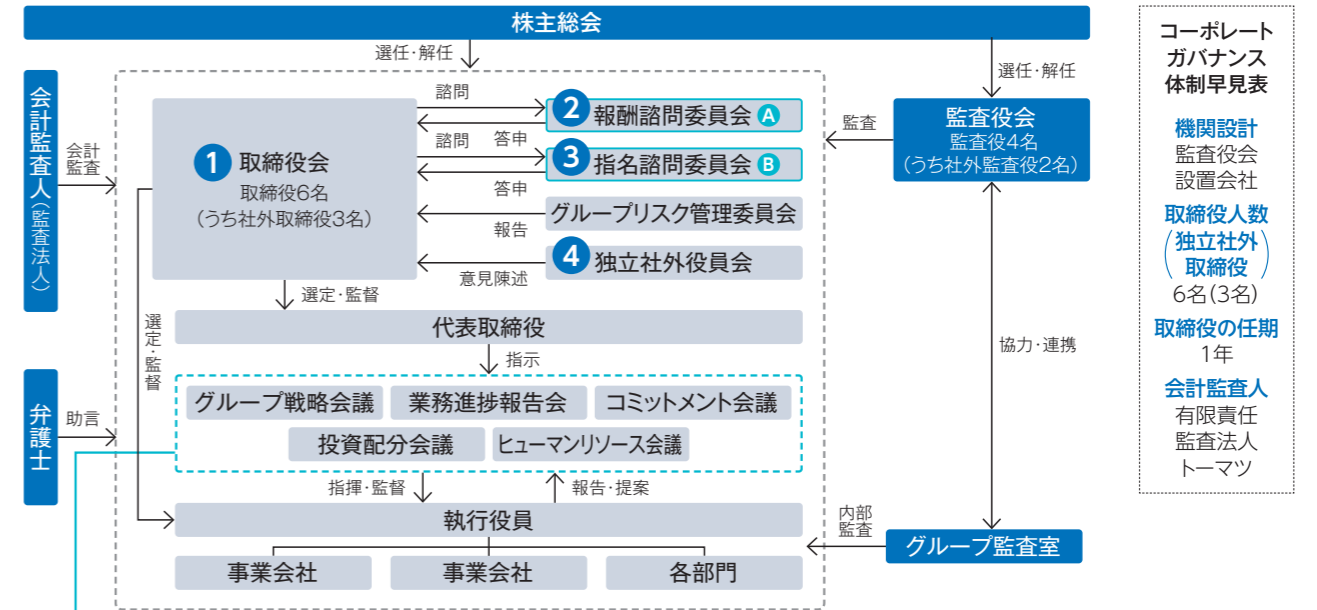 株主総会
選任・解任
選任・解任
会計監査人(監査法人)
会計
監査
1 取締役会
取締役6名
(うち社外取締役3名)
諮問
答申
2 報酬諮問委員会 A
諮問
答申
3 指名諮問委員会 B
報告
グループリスク管理委員会
意見陳述
4 独立社外役員会
監査
監査役会
監査役4名
(うち社外監査役2名)
選定・監督
選定・監督
代表取締役
指示
弁護士
助言
グループ戦略会議
業務進捗報告会
コミットメント会議
投資配分会議
ヒューマンリソース会議
指揮・監督
報告・提案
執行役員
事業会社
事業会社
各部門
協力・連携
内部
監査
グループ監査室
コーポレート
ガバナンス
体制早見表
機関設計
監査役会
設置会社
取締役人数
(独立社外
取締役)
6名(3名)
取締役の任期
1年
会計監査人
有限責任
監査法人
トーマツ